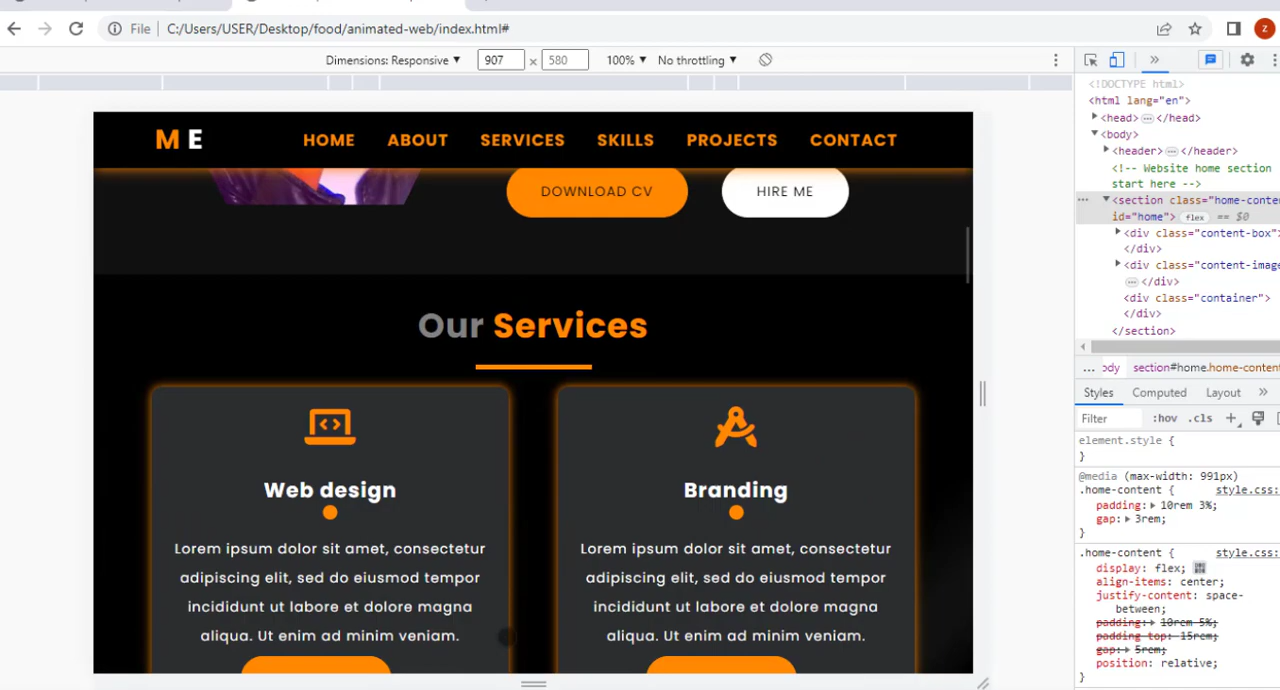 File C:/Users/USER/Desktop/food/animated-web/index.html#
z
Dimensions: Responsive ▼ 907 x 580 100% ▼ No throttling ▼
M E HOME ABOUT SERVICES SKILLS PROJECTS CONTACT
DOWNLOAD CV HIRE ME
Our Services
Web design
Lorem ipsum dolor sit amet, consectetur
adipiscing elit, sed do eiusmod tempor
incididunt ut labore et dolore magna
aliqua. Ut enim ad minim veniam.
Branding
Lorem ipsum dolor sit amet, consectetur
adipiscing elit, sed do eiusmod tempor
incididunt ut labore et dolore magna
aliqua. Ut enim ad minim veniam.
<!DOCTYPE html>
<html lang="en">
<head> </head>
<body>
<header> </header>
<!-- Website home section
start here -->
<section class="home-conte
id="home"> flex == $0
<div class="content-box"
</div>
<div class="content-image
</div>
<div class="container">
</div>
</section>
... ody section#home.home-content
Styles Computed Layout
Filter :hov .cls +
element.style {
}
@media (max-width: 991px)
.home-content { style.css:
padding: 10rem 3%;
gap: 3rem;
}
.home-content { style.css:
display: flex;
align-items: center;
justify-content: space-
between;
padding: 10rem 5%;
padding-top: 15rem;
gap: 5rem;
position: relative;
}